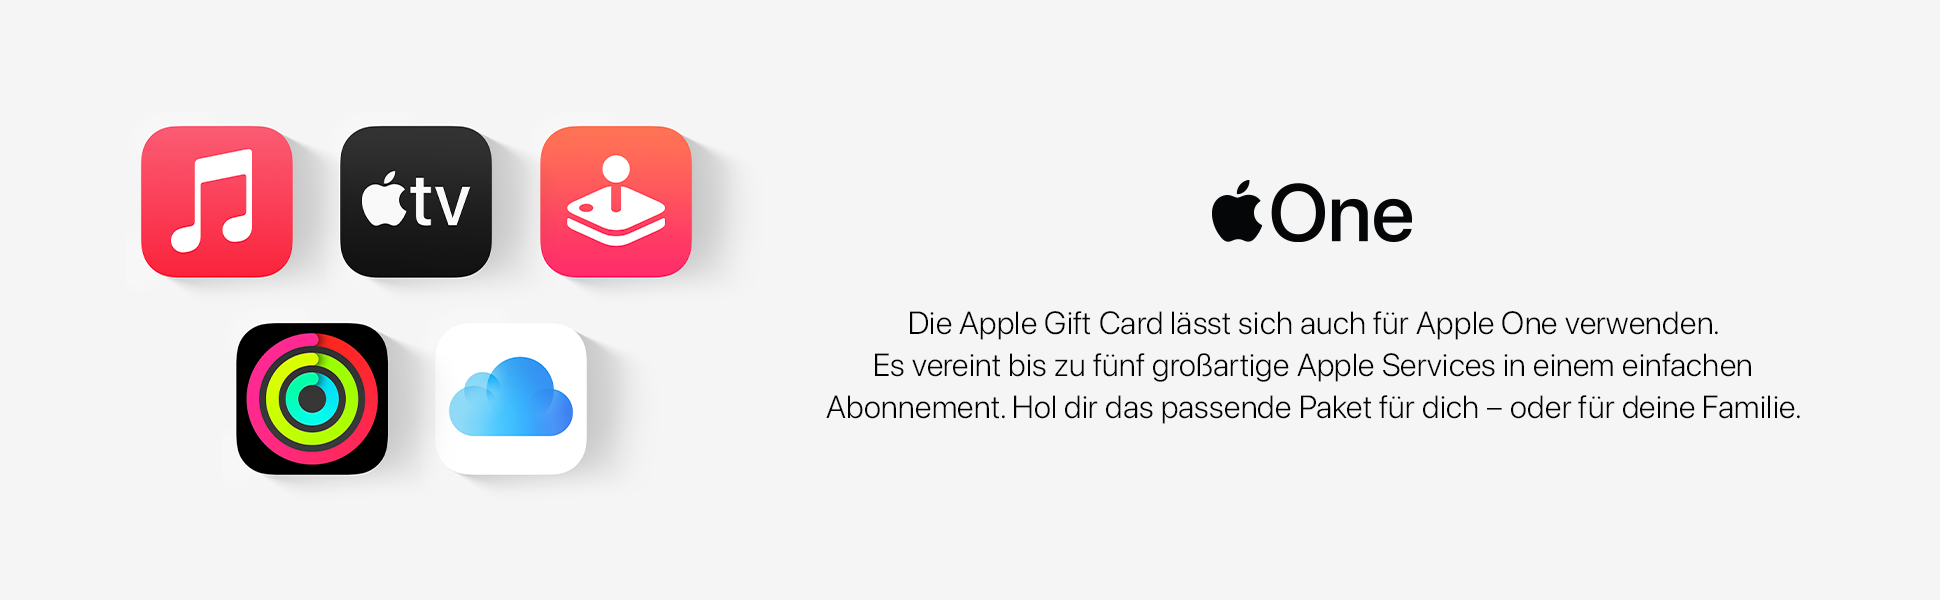 tv
One
Die Apple Gift Card lässt sich auch für Apple One verwenden.
Es vereint bis zu fünf großartige Apple Services in einem einfachen
Abonnement. Hol dir das passende Paket für dich – oder für deine Familie.